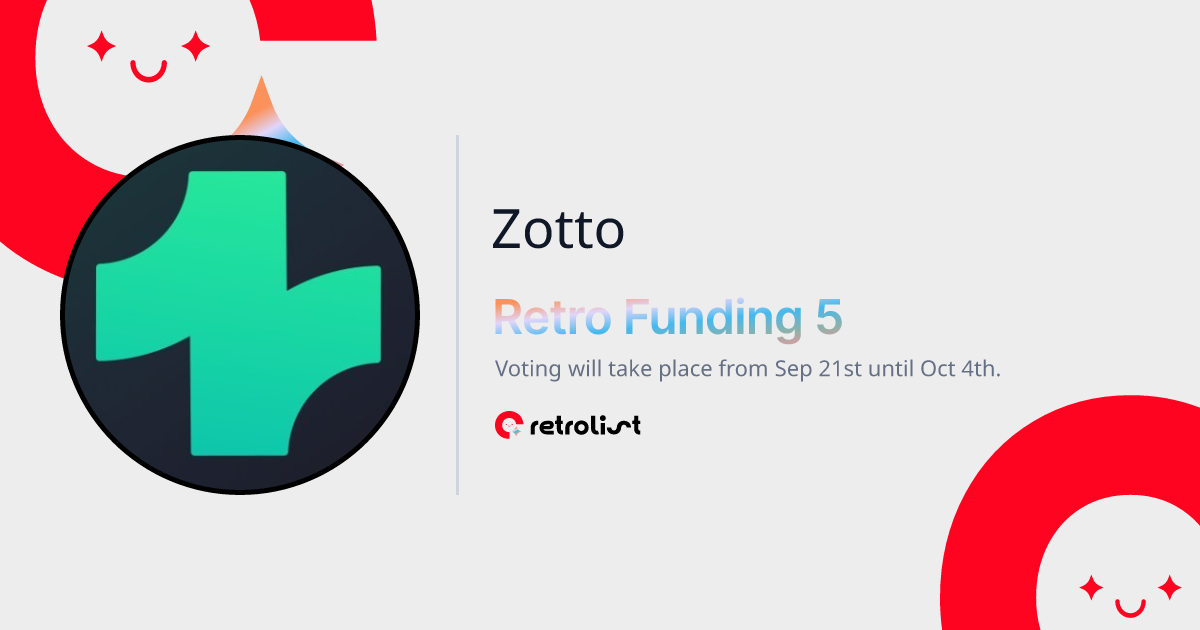 Zotto
Retro Funding 5
Voting will take place from Sep 21st until Oct 4th.
retrolist